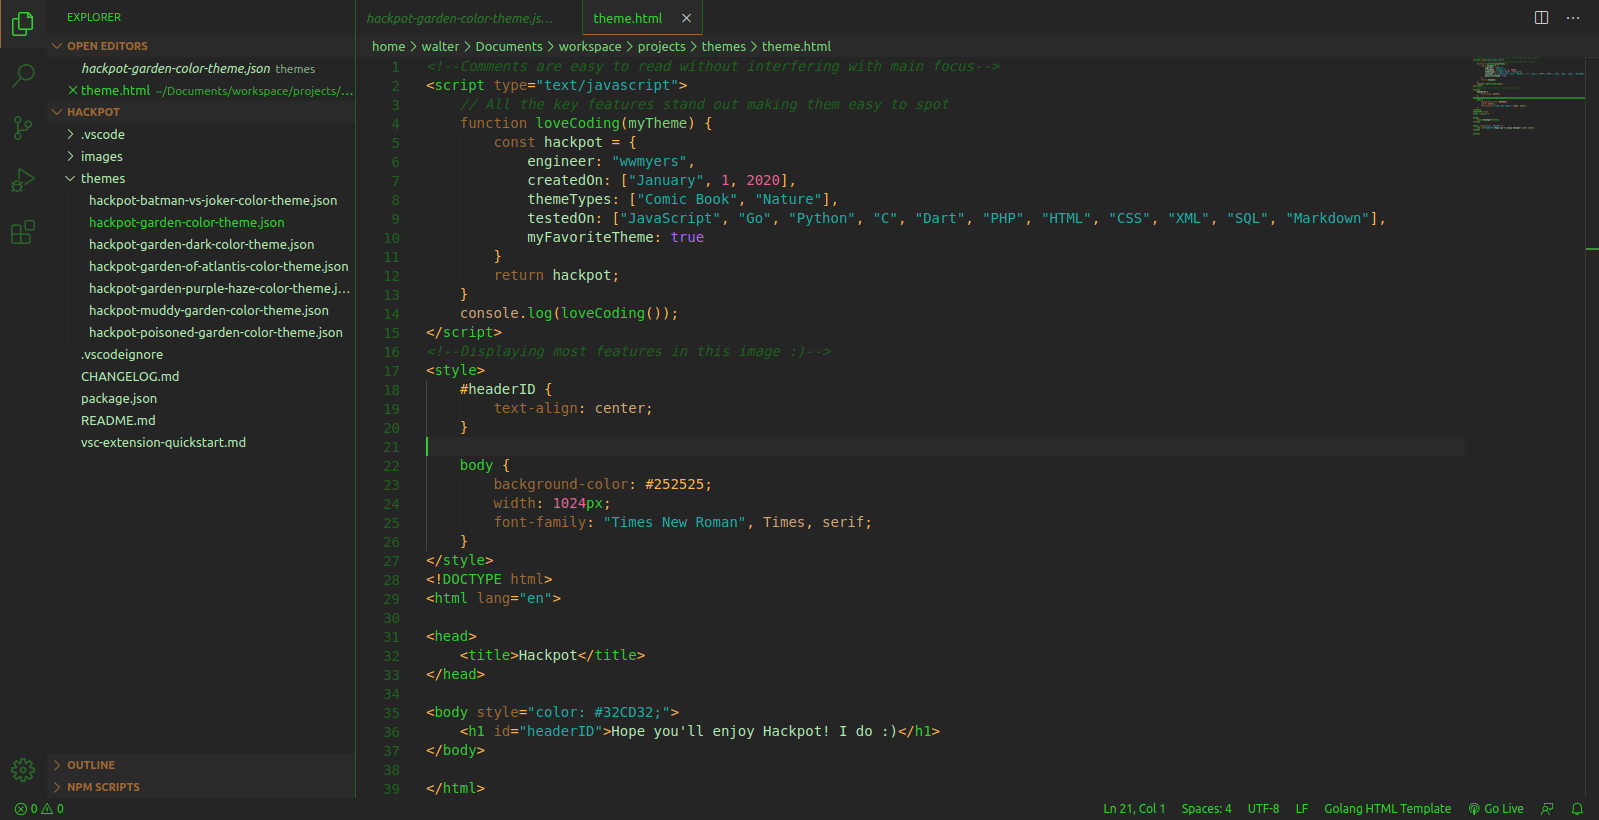 EXPLORER
OPEN EDITORS
hackpot-garden-color-theme.json themes
theme.html ~/Documents/workspace/projects/...
HACKPOT
.vscode
images
themes
hackpot-batman-vs-joker-color-theme.json
hackpot-garden-color-theme.json
hackpot-garden-dark-color-theme.json
hackpot-garden-of-atlantis-color-theme.json
hackpot-garden-purple-haze-color-theme.j...
hackpot-muddy-garden-color-theme.json
hackpot-poisoned-garden-color-theme.json
.vscodeignore
CHANGELOG.md
package.json
README.md
vsc-extension-quickstart.md
OUTLINE
NPM SCRIPTS
hackpot-garden-color-theme.js... theme.html
home > walter > Documents > workspace > projects > themes > theme.html
1 <!--Comments are easy to read without interfering with main focus-->
2 <script type="text/javascript">
3     // All the key features stand out making them easy to spot
4     function loveCoding(myTheme) {
5         const hackpot = {
6             engineer: "wwmyers",
7             createdOn: ["January", 1, 2020],
8             themeTypes: ["Comic Book", "Nature"],
9             testedOn: ["JavaScript", "Go", "Python", "C", "Dart", "PHP", "HTML", "CSS", "XML", "SQL", "Markdown"],
10             myFavoriteTheme: true
11         }
12         return hackpot;
13     }
14     console.log(loveCoding());
15 </script>
16 <!--Displaying most features in this image :)-->
17 <style>
18     #headerID {
19         text-align: center;
20     }
21
22     body {
23         background-color: #252525;
24         width: 1024px;
25         font-family: "Times New Roman", Times, serif;
26     }
27 </style>
28 <!DOCTYPE html>
29 <html lang="en">
30
31 <head>
32     <title>Hackpot</title>
33 </head>
34
35 <body style="color: #32CD32;">
36     <h1 id="headerID">Hope you'll enjoy Hackpot! I do :)</h1>
37 </body>
38
39 </html>
0 0 Ln 21, Col 1 Spaces: 4 UTF-8 LF Golang HTML Template Go Live